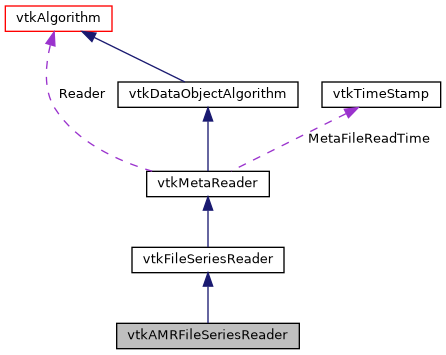 vtkAlgorithm
Reader
vtkDataObjectAlgorithm
vtkTimeStamp
MetaFileReadTime
vtkMetaReader
vtkFileSeriesReader
vtkAMRFileSeriesReader